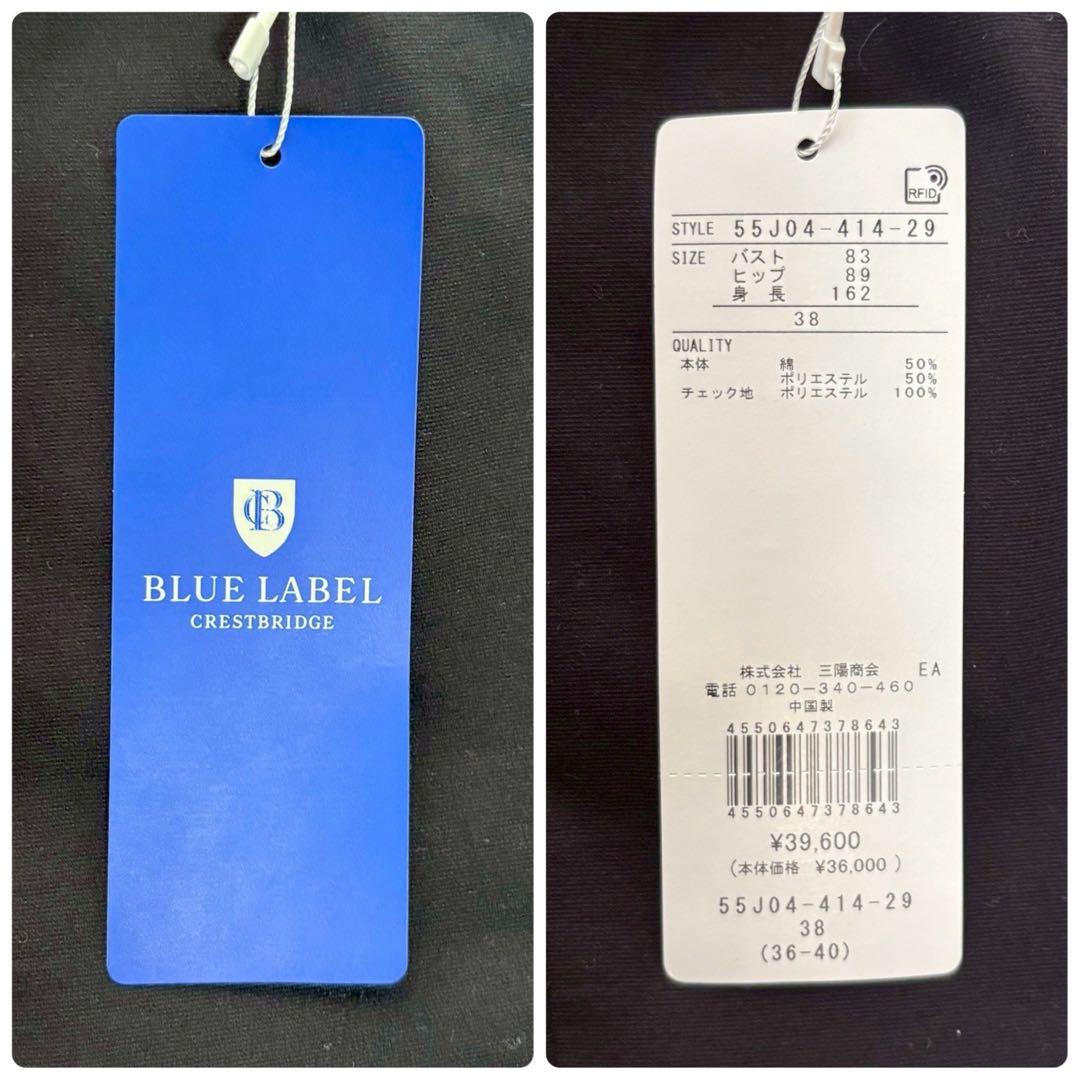 BLUE LABEL
CRESTBRIDGE
RFID
STYLE 55J04-414-29
SIZE バスト 83
ヒップ 89
身長 162
38
QUALITY
本体 綿 50%
ポリエステル 50%
チェック地 ポリエステル 100%
株式会社 三陽商会 EA
電話 0120-340-460
中国製
4550647378643
4550647378643
¥39,600
(本体価格 ¥36,000)
55J04-414-29
38
(36-40)